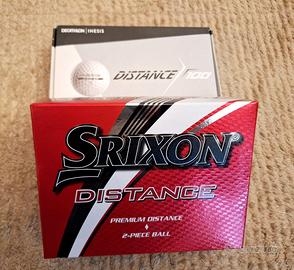 DECATHLON | INESIS
DISTANCE 100
SRIXON
DISTANCE
PREMIUM DISTANCE
2-PIECE BALL